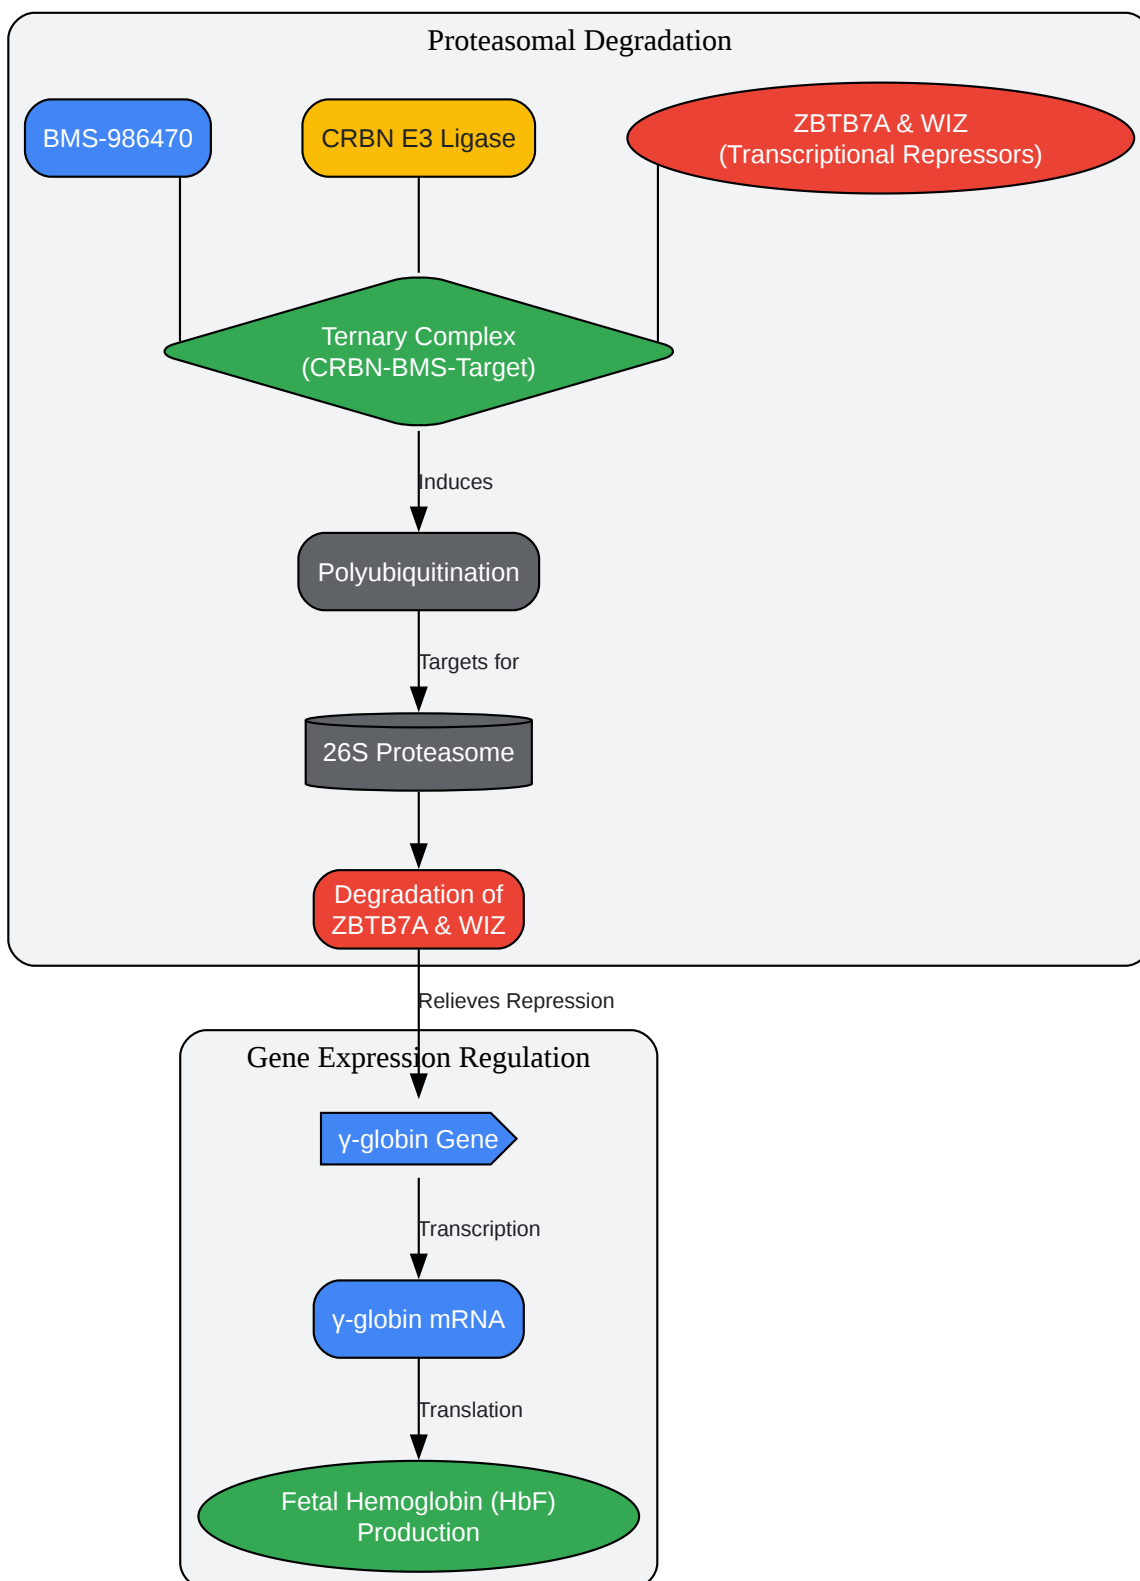 Proteasomal Degradation
BMS-986470
CRBN E3 Ligase
ZBTB7A & WIZ
(Transcriptional Repressors)
Ternary Complex
(CRBN-BMS-Target)
Induces
Polyubiquitination
Targets for
26S Proteasome
Degradation of
ZBTB7A & WIZ
Relieves Repression
Gene Expression Regulation
γ-globin Gene
Transcription
γ-globin mRNA
Translation
Fetal Hemoglobin (HbF)
Production